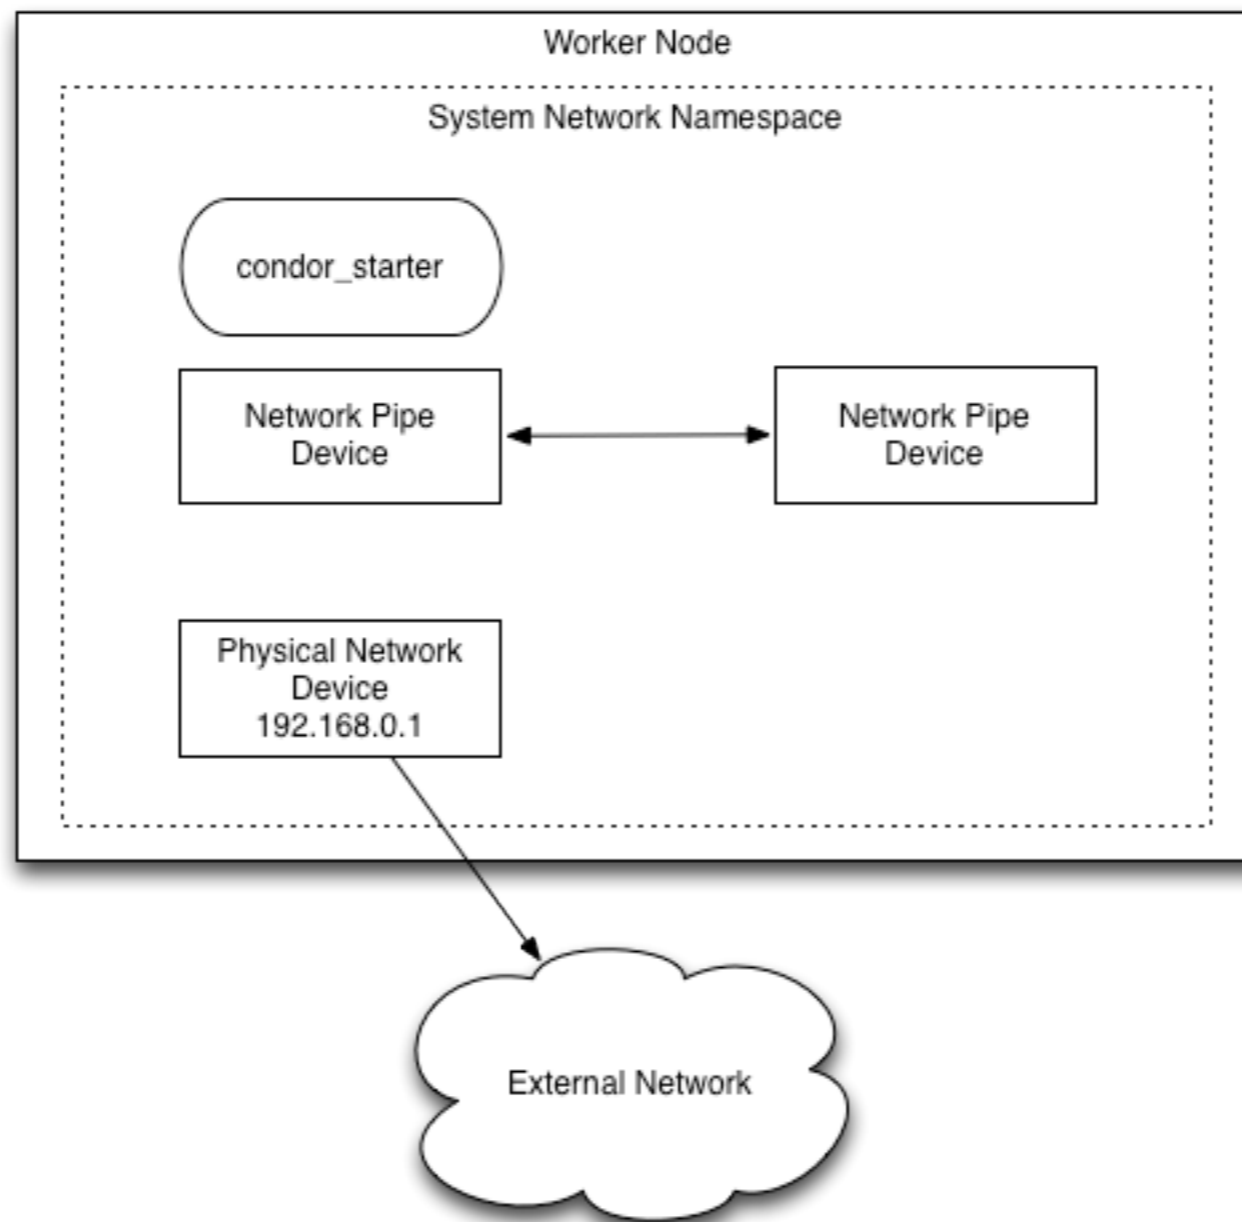 Worker Node
System Network Namespace
condor_starter
Network Pipe
Device
Network Pipe
Device
Physical Network
Device
192.168.0.1
External Network